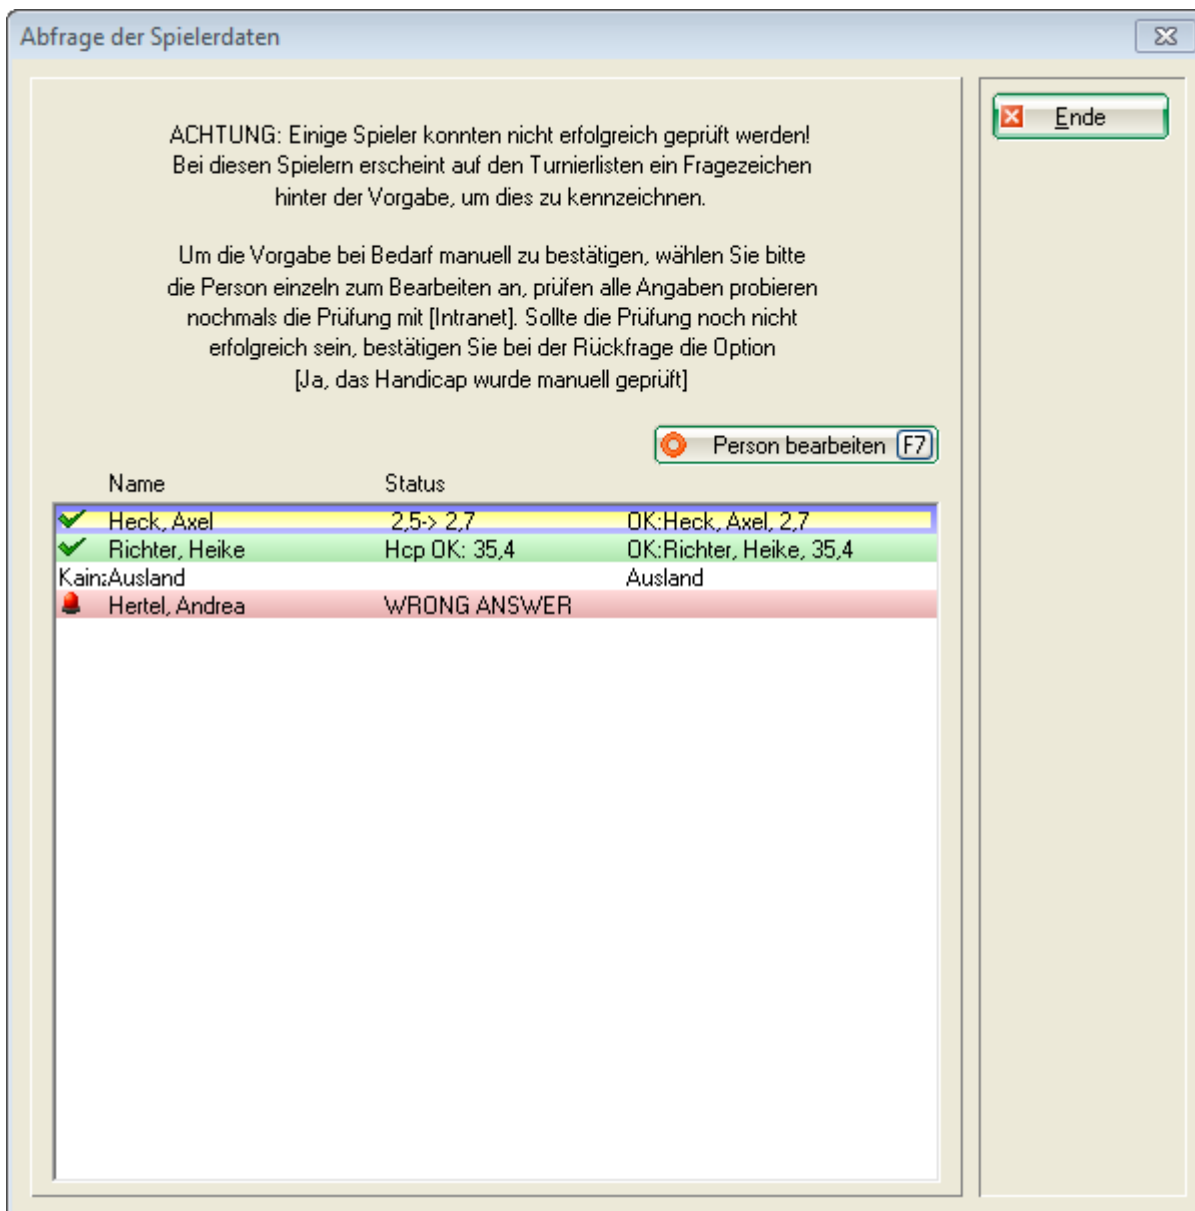 Abfrage der Spielerdaten
ACHTUNG: Einige Spieler konnten nicht erfolgreich geprüft werden!
Bei diesen Spielern erscheint auf den Turnierlisten ein Fragezeichen
hinter der Vorgabe, um dies zu kennzeichnen.
Um die Vorgabe bei Bedarf manuell zu bestätigen, wählen Sie bitte
die Person einzeln zum Bearbeiten an, prüfen alle Angaben probieren
nochmals die Prüfung mit [Intranet]. Sollte die Prüfung noch nicht
erfolgreich sein, bestätigen Sie bei der Rückfrage die Option
[Ja, das Handicap wurde manuell geprüft]
Ende
Person bearbeiten F7
Name Status
Heck, Axel 2,5-> 2,7 OK:Heck, Axel, 2,7
Richter, Heike Hcp OK: 35,4 OK:Richter, Heike, 35,4
Kainz Ausland Ausland
Hertel, Andrea WRONG ANSWER